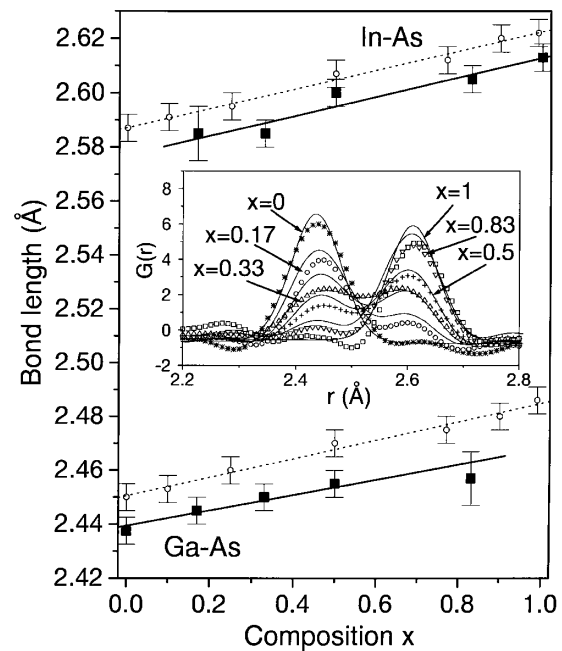 2.62
In-As
2.60
2.58
8
x=0
x=1
6
x=0.17
x=0.83
4
x=0.33
x=0.5
2
0
-2
G(r)
2.56
2.54
2.52
2.50
2.2
2.4
2.6
2.8
r (Å)
2.48
2.46
2.44
Ga-As
2.42
Bond length (Å)
0.0
0.2
0.4
0.6
0.8
1.0
Composition x